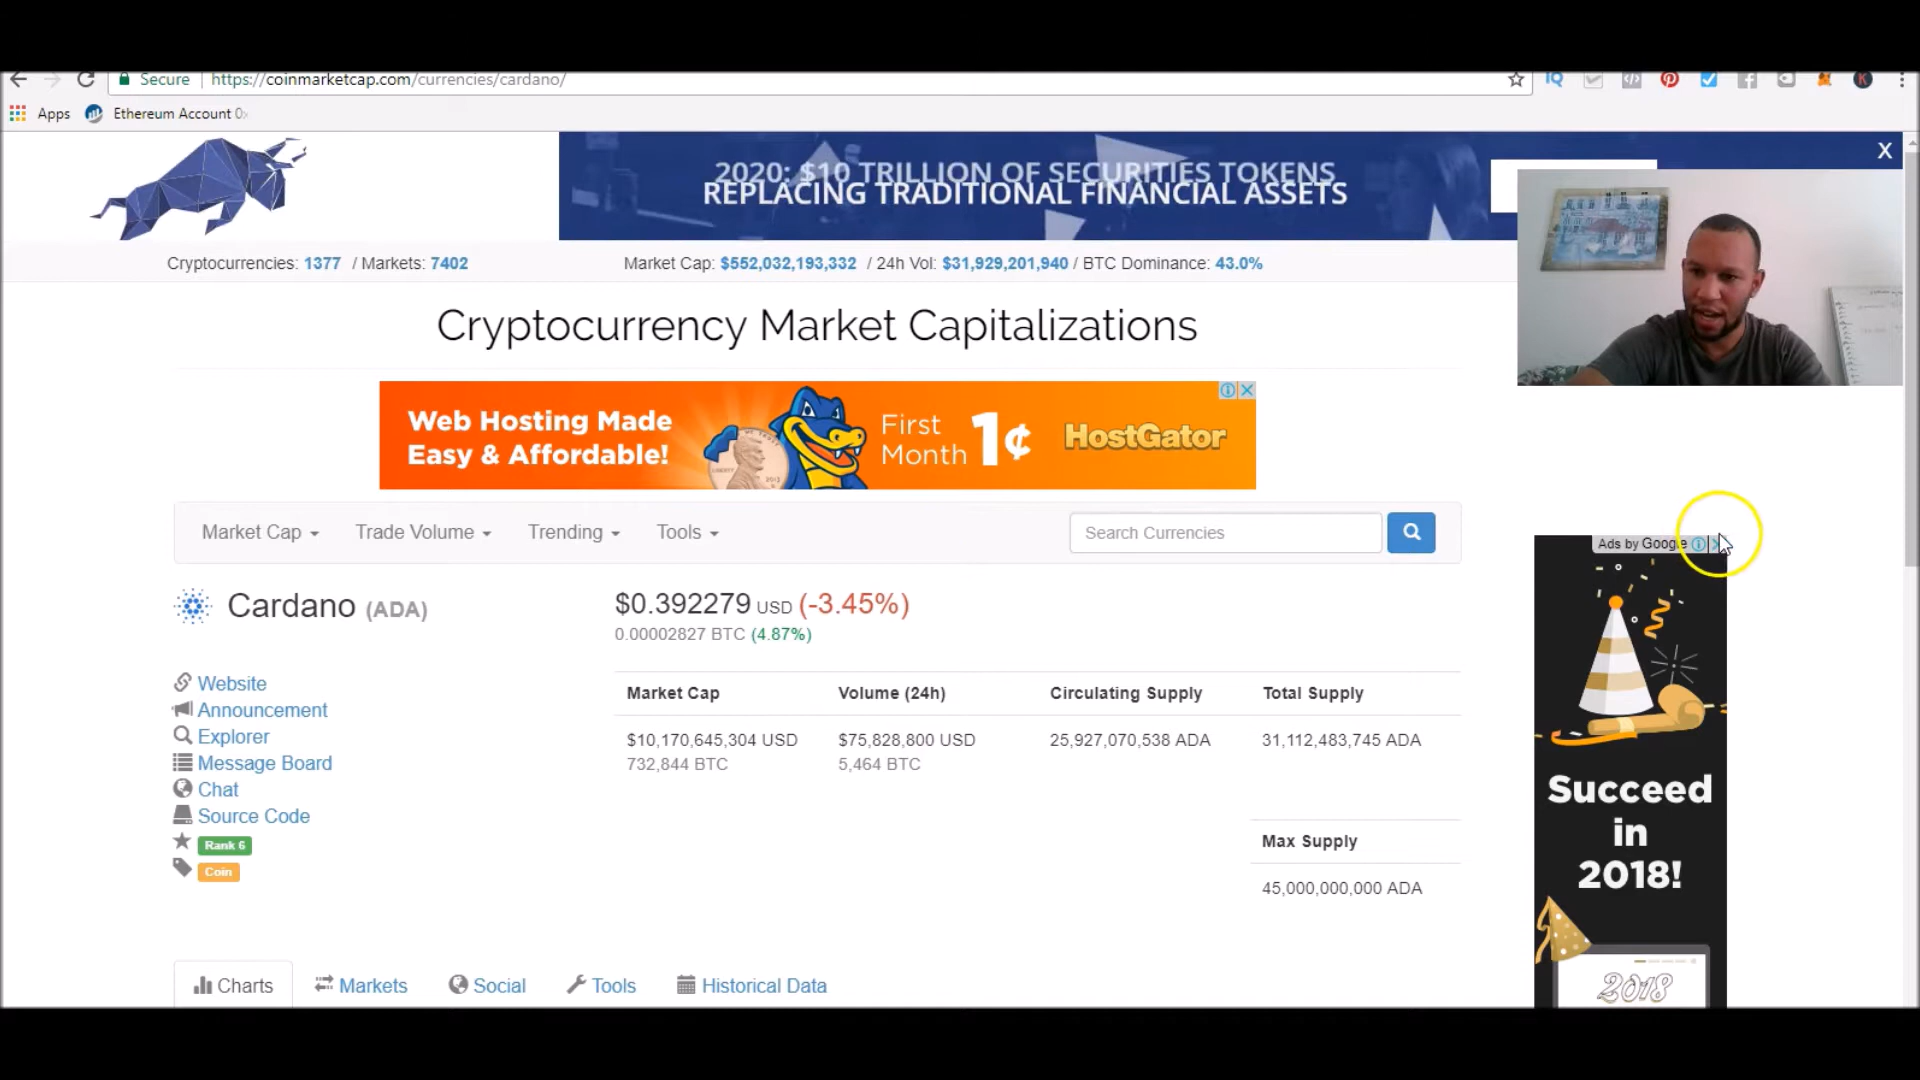 Secure https://coinmarketcap.com/currencies/cardano/
Apps Ethereum Account 0x
2020: $10 TRILLION OF SECURITIES TOKENS
REPLACING TRADITIONAL FINANCIAL ASSETS
X
Cryptocurrencies: 1377 / Markets: 7402
Market Cap: $552,032,193,332 / 24h Vol: $31,929,201,940 / BTC Dominance: 43.0%
Cryptocurrency Market Capitalizations
Web Hosting Made
Easy & Affordable!
First
Month
1¢
HostGator
Market Cap Trade Volume Trending Tools
Search Currencies
Ads by Google
Cardano (ADA)
$0.392279 USD (-3.45%)
0.00002827 BTC (4.87%)
Website
Announcement
Explorer
Message Board
Chat
Source Code
Rank 6
Coin
Market Cap Volume (24h) Circulating Supply Total Supply
$10,170,645,304 USD $75,828,800 USD 25,927,070,538 ADA 31,112,483,745 ADA
732,844 BTC 5,464 BTC
Max Supply
45,000,000,000 ADA
Succeed
in
2018!
2018
Charts Markets Social Tools Historical Data